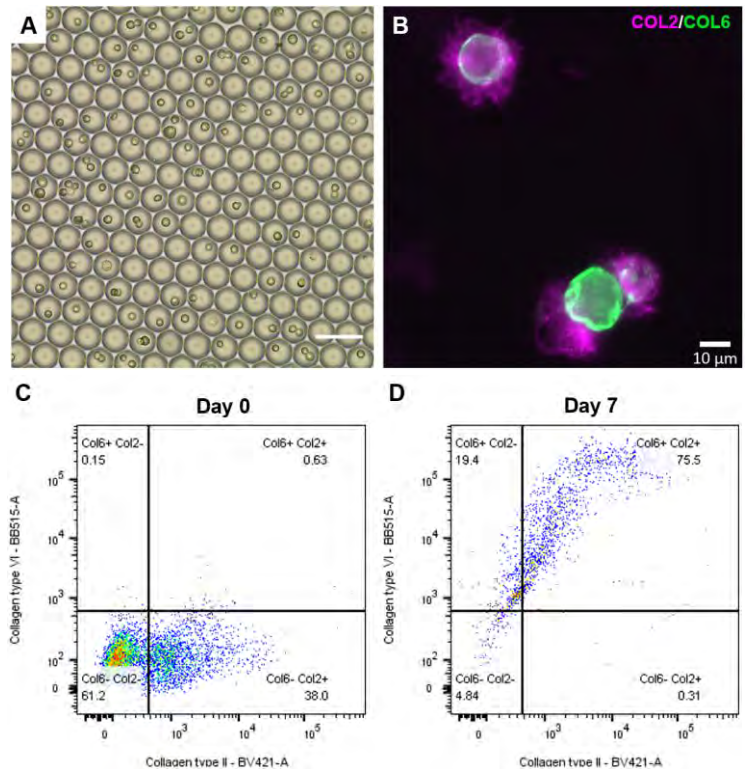 A
B
COL2/COL6
10 µm
C
Day 0
Col6+ Col2-
0.15
Col6+ Col2+
0.63
Collagen type VI - BB515-A
10^5
10^4
10^3
10^2
0
Col6- Col2-
61.2
Col6- Col2+
38.0
0
10^3
10^4
10^5
Collagen type II - BV421-A
D
Day 7
Col6+ Col2-
19.4
Col6+ Col2+
75.5
Collagen type VI - BB515-A
10^5
10^4
10^3
10^2
0
Col6- Col2-
4.84
Col6- Col2+
0.31
0
10^3
10^4
10^5
Collagen type II - BV421-A